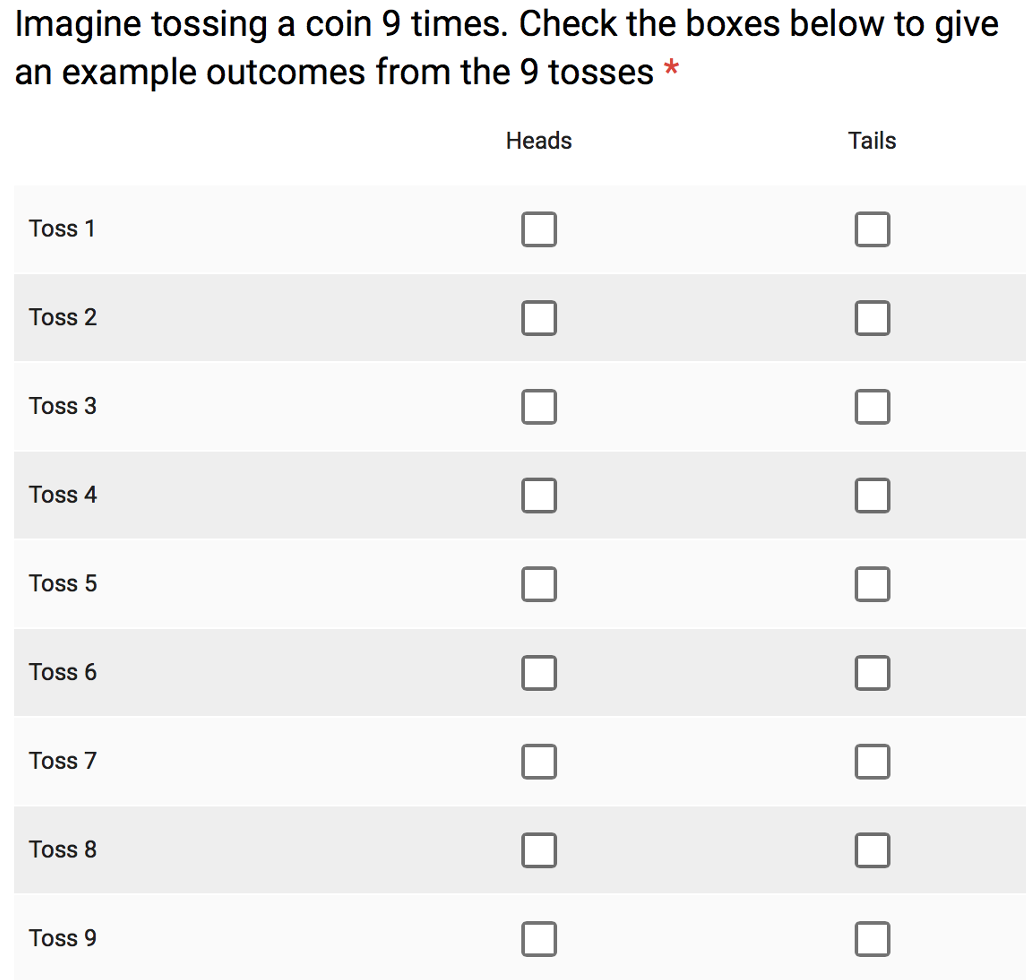 Imagine tossing a coin 9 times. Check the boxes below to give
an example outcomes from the 9 tosses *
Heads Tails
Toss 1
Toss 2
Toss 3
Toss 4
Toss 5
Toss 6
Toss 7
Toss 8
Toss 9